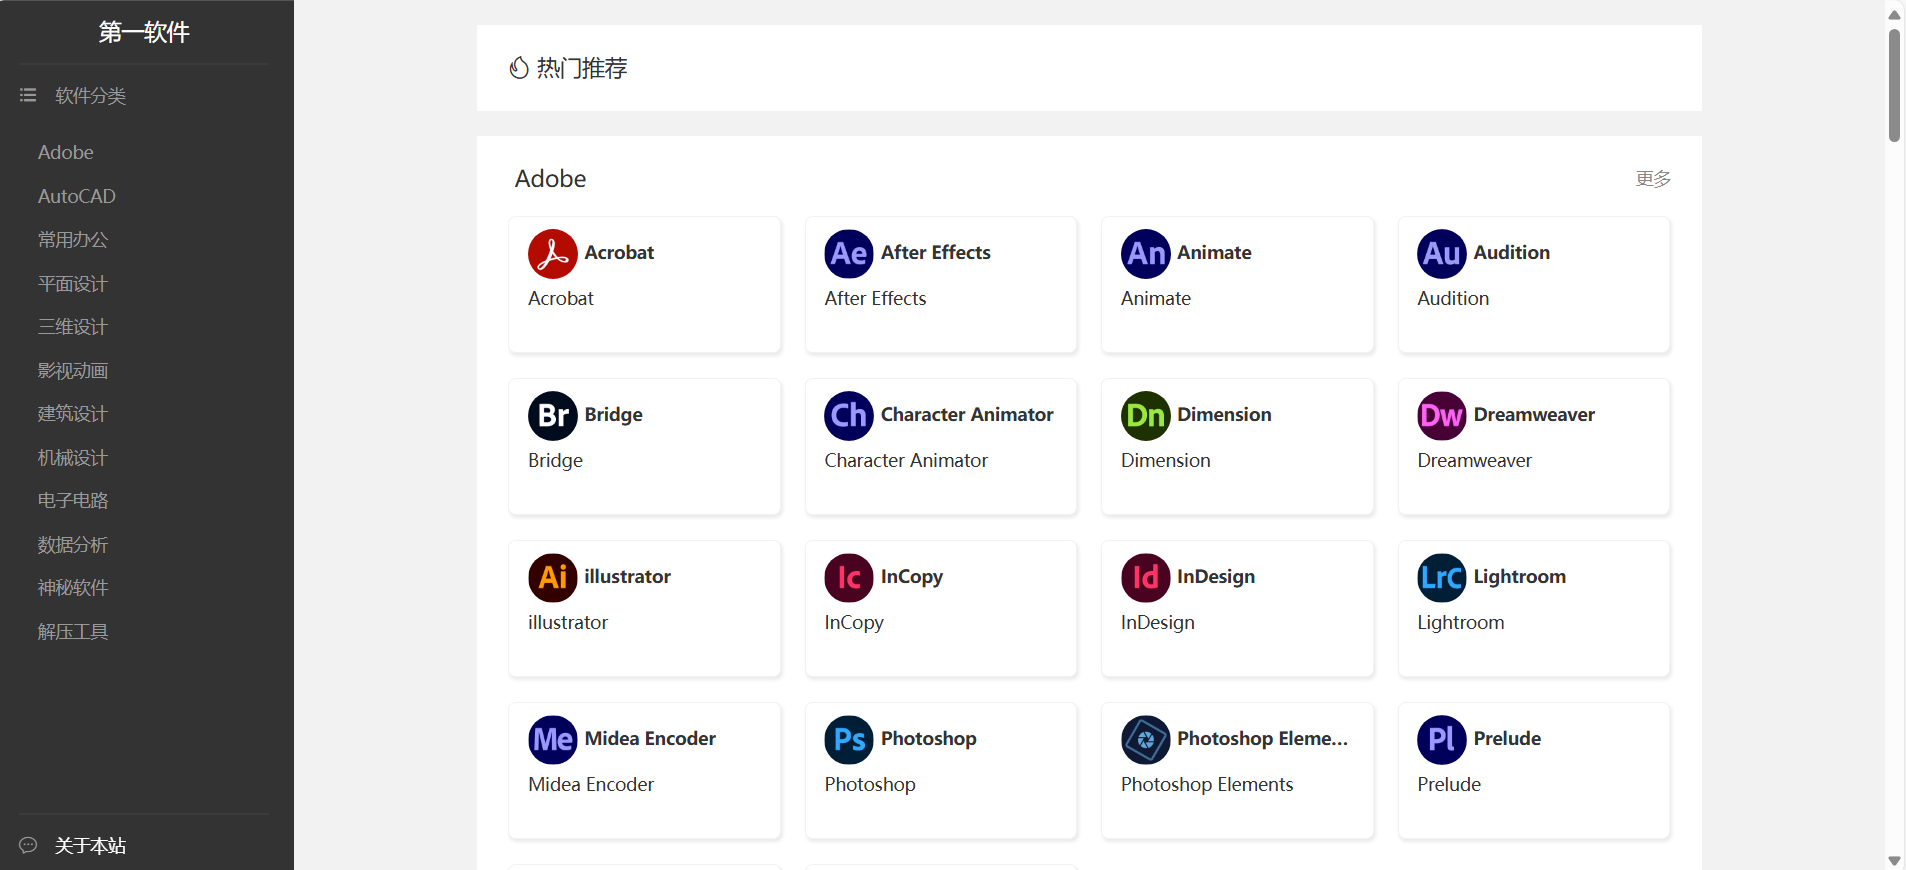 第一软件
软件分类
Adobe
AutoCAD
常用办公
平面设计
三维设计
影视动画
建筑设计
机械设计
电子电路
数据分析
神秘软件
解压工具
关于本站
热门推荐
Adobe
更多
Acrobat
Acrobat
Ae After Effects
After Effects
An Animate
Animate
Au Audition
Audition
Br Bridge
Bridge
Ch Character Animator
Character Animator
Dn Dimension
Dimension
Dw Dreamweaver
Dreamweaver
Ai illustrator
illustrator
Ic InCopy
InCopy
Id InDesign
InDesign
LrC Lightroom
Lightroom
Me Midea Encoder
Midea Encoder
Ps Photoshop
Photoshop
Photoshop Eleme...
Photoshop Elements
Pl Prelude
Prelude